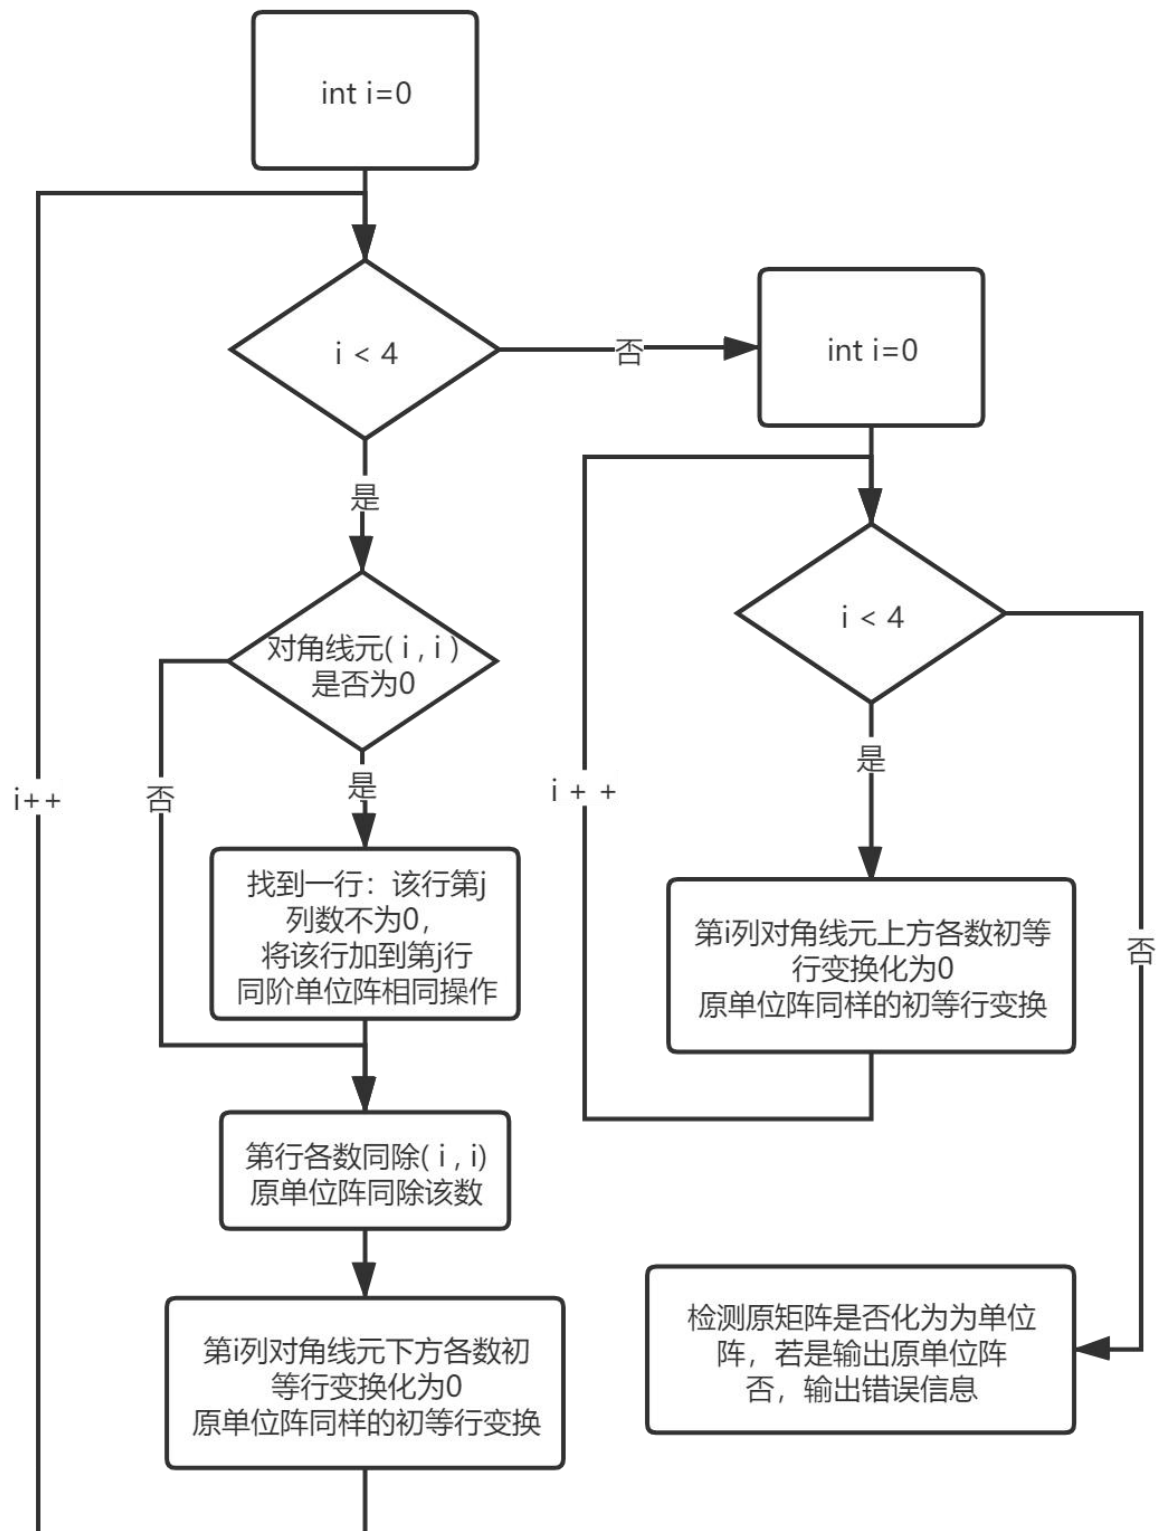 int i=0
i < 4
否
int i=0
是
i < 4
对角线元( i , i )
是否为0
是
i++
否
是
i + +
找到一行：该行第j
列数不为0，
将该行加到第j行
同阶单位阵相同操作
第i列对角线元上方各数初等
行变换化为0
原单位阵同样的初等行变换
否
第行各数同除( i , i)
原单位阵同除该数
第i列对角线元下方各数初
等行变换化为0
原单位阵同样的初等行变换
检测原矩阵是否化为为单位
阵，若是输出原单位阵
否，输出错误信息